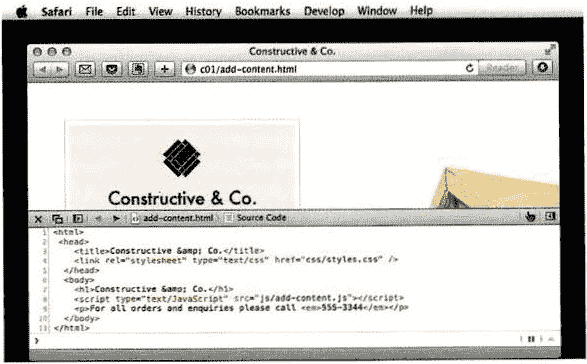 Safari File Edit View History Bookmarks Develop Window Help
Constructive & Co.
c01/add-content.html
Reader
Constructive & Co.
add-content.html Source Code
1 <html>
2 <head>
3 <title>Constructive &amp; Co.</title>
4 <link rel="stylesheet" type="text/css" href="css/styles.css" />
5 </head>
6 <body>
7 <h1>Constructive &amp; Co.</h1>
8 <script type="text/JavaScript" src="js/add-content.js"></script>
9 <p>For all orders and enquiries please call <em>555-3344</em></p>
10 </body>
11 </html>